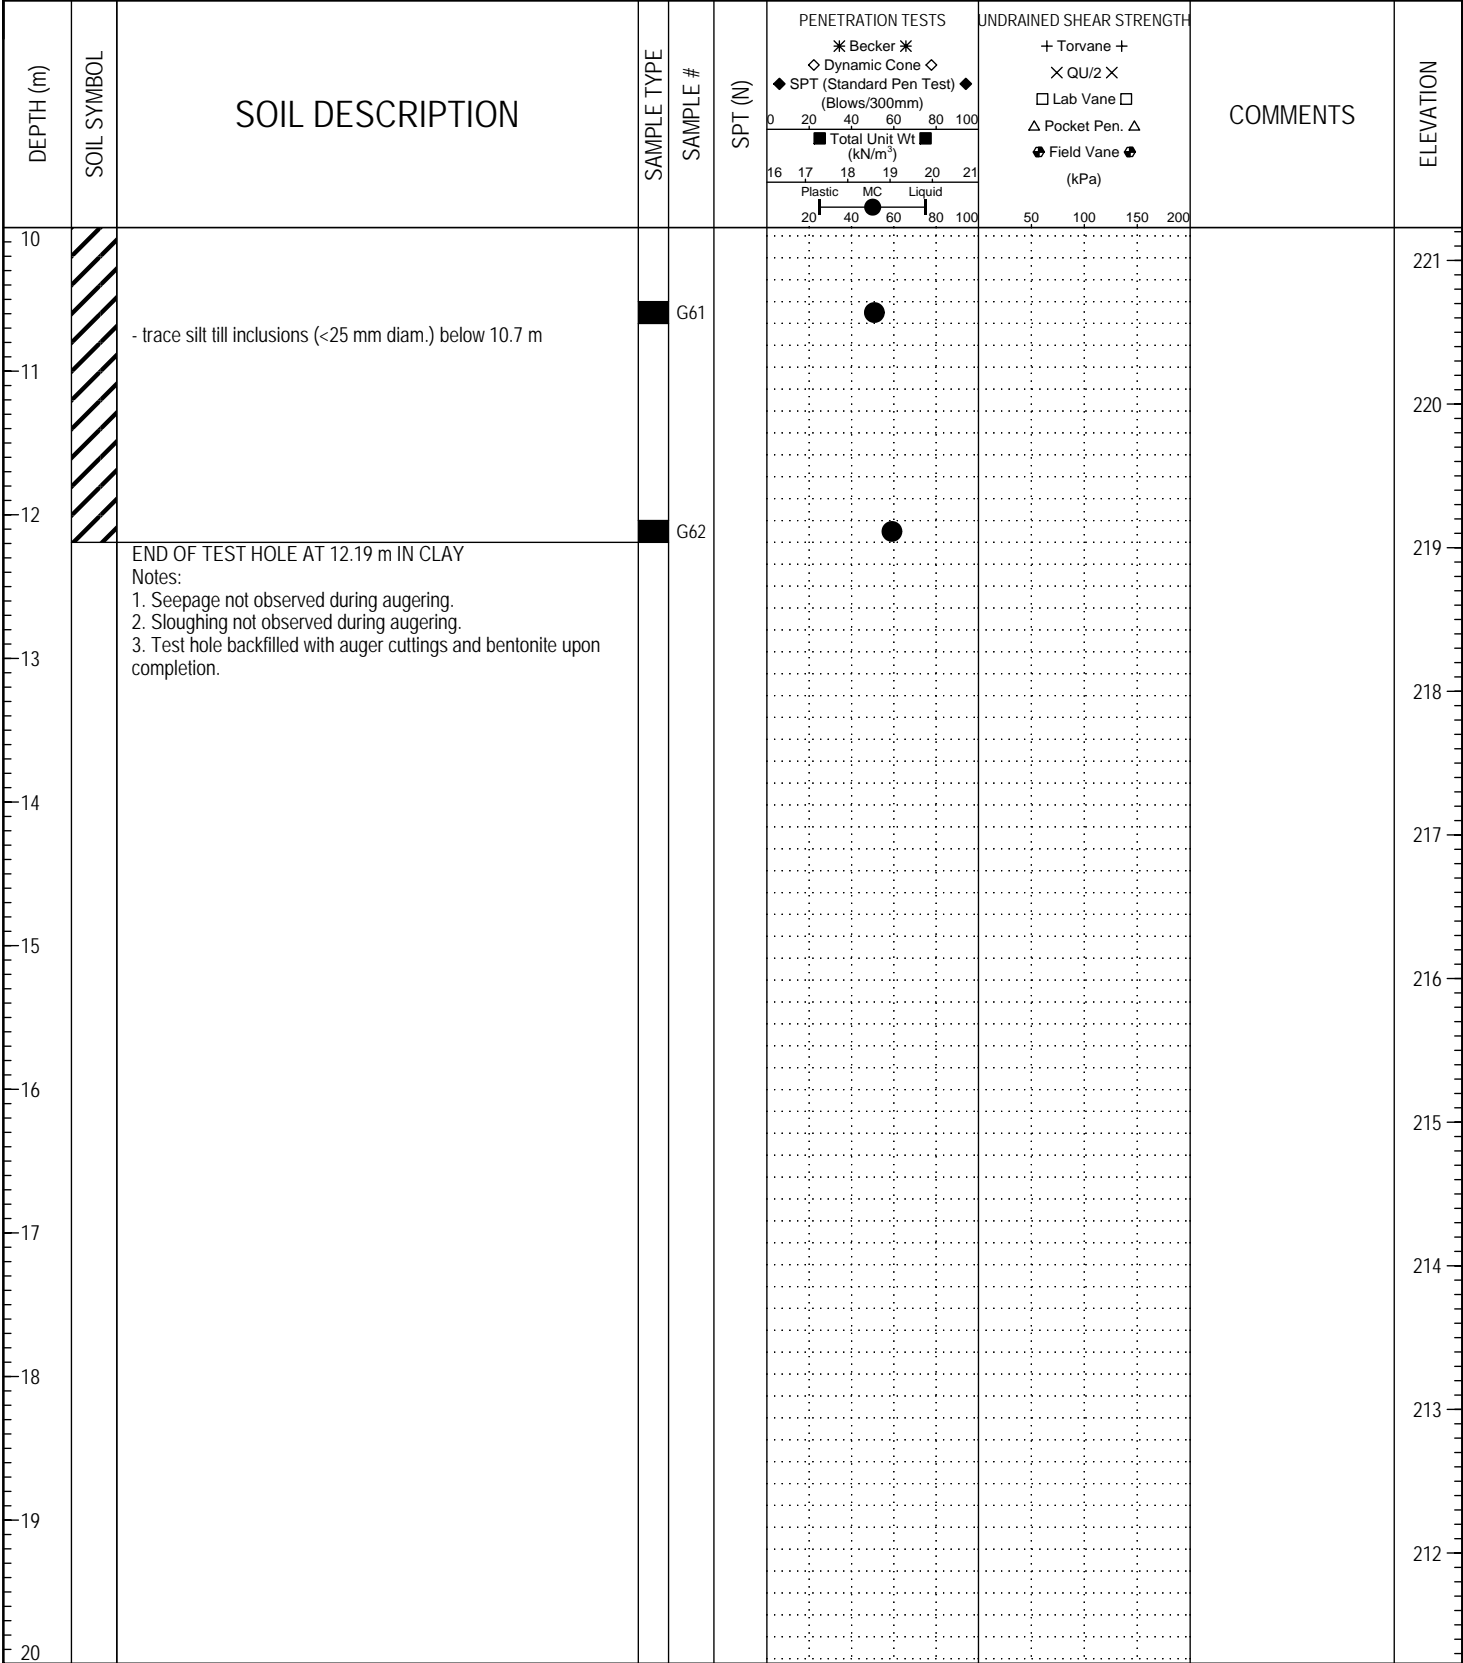 DEPTH (m)
SOIL SYMBOL
SOIL DESCRIPTION
SAMPLE TYPE
SAMPLE #
SPT (N)
PENETRATION TESTS
Becker
Dynamic Cone
SPT (Standard Pen Test)
(Blows/300mm)
0 20 40 60 80 100
Total Unit Wt
(kN/m³)
16 17 18 19 20 21
Plastic MC Liquid
20 40 60 80 100
UNDRAINED SHEAR STRENGTH
+ Torvane +
× QU/2 ×
□ Lab Vane □
△ Pocket Pen. △
Field Vane
(kPa)
50 100 150 200
COMMENTS
ELEVATION
10
221
G61
- trace silt till inclusions (<25 mm diam.) below 10.7 m
11
220
12
G62
219
END OF TEST HOLE AT 12.19 m IN CLAY
Notes:
1. Seepage not observed during augering.
2. Sloughing not observed during augering.
3. Test hole backfilled with auger cuttings and bentonite upon
completion.
13
218
14
217
15
216
16
215
17
214
18
213
19
212
20